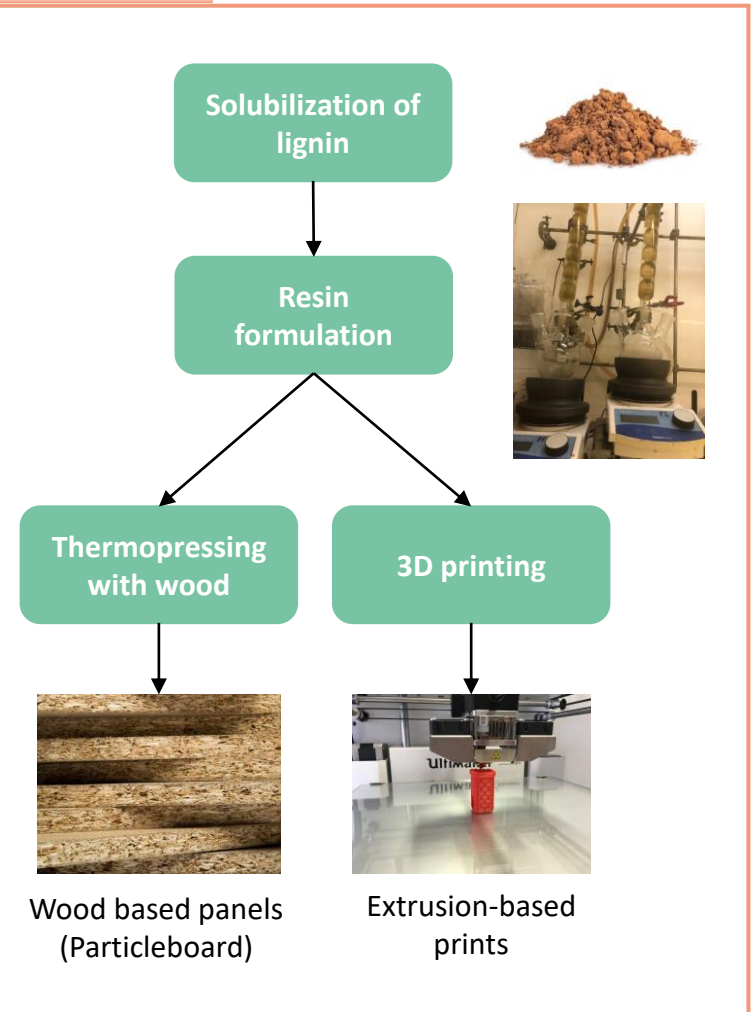 Solubilization of
lignin
Resin
formulation
Thermopressing
with wood
3D printing
Wood based panels
(Particleboard)
Extrusion-based
prints